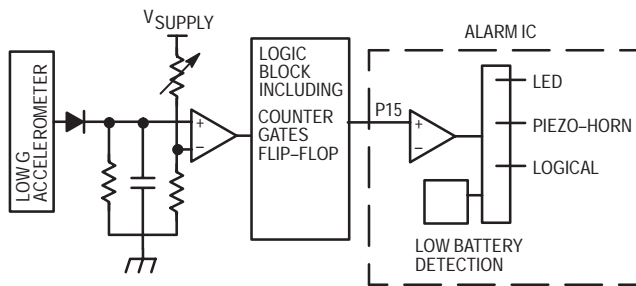 VSUPPLY
LOW G
ACCELEROMETER
+
−
LOGIC
BLOCK
INCLUDING
COUNTER
GATES
FLIP–FLOP
ALARM IC
P15
+
−
LED
PIEZO–HORN
LOGICAL
LOW BATTERY
DETECTION